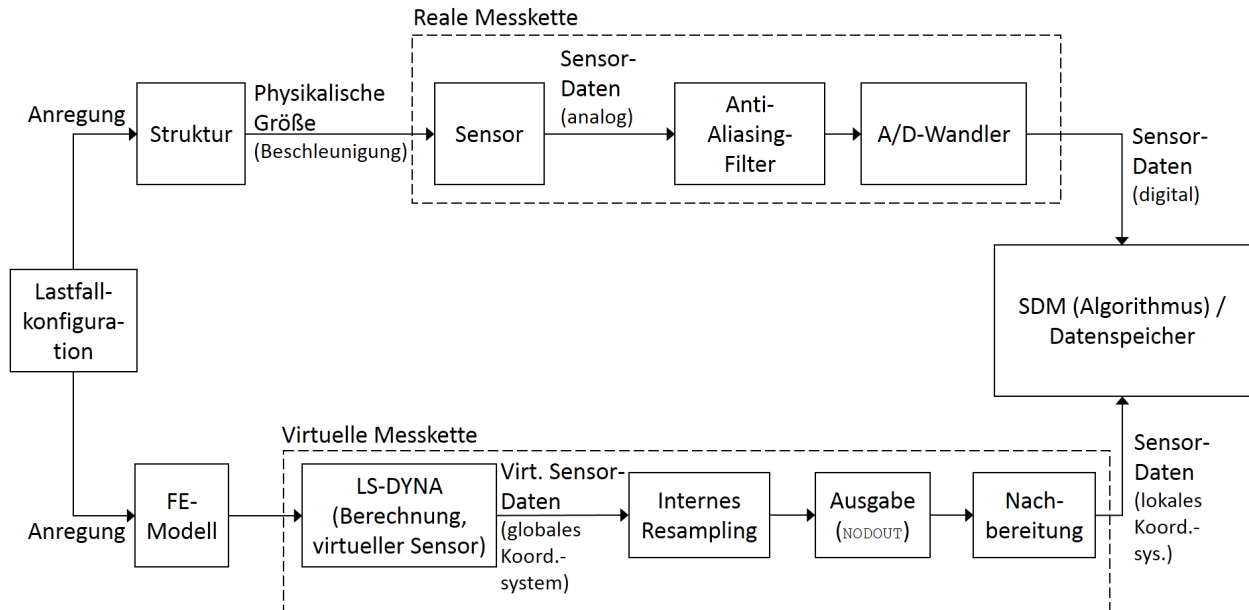 Reale Messkette
Anregung
Struktur
Physikalische
Größe
(Beschleunigung)
Sensor
Sensor-
Daten
(analog)
Anti-
Aliasing-
Filter
A/D-Wandler
Sensor-
Daten
(digital)
Lastfall-
konfigura-
tion
SDM (Algorithmus) /
Datenspeicher
Virtuelle Messkette
Anregung
FE-
Modell
LS-DYNA
(Berechnung,
virtueller Sensor)
Virt. Sensor-
Daten
(globales
Koord.-
system)
Internes
Resampling
Ausgabe
(NODOUT)
Nach-
bereitung
Sensor-
Daten
(lokales
Koord.-
sys.)